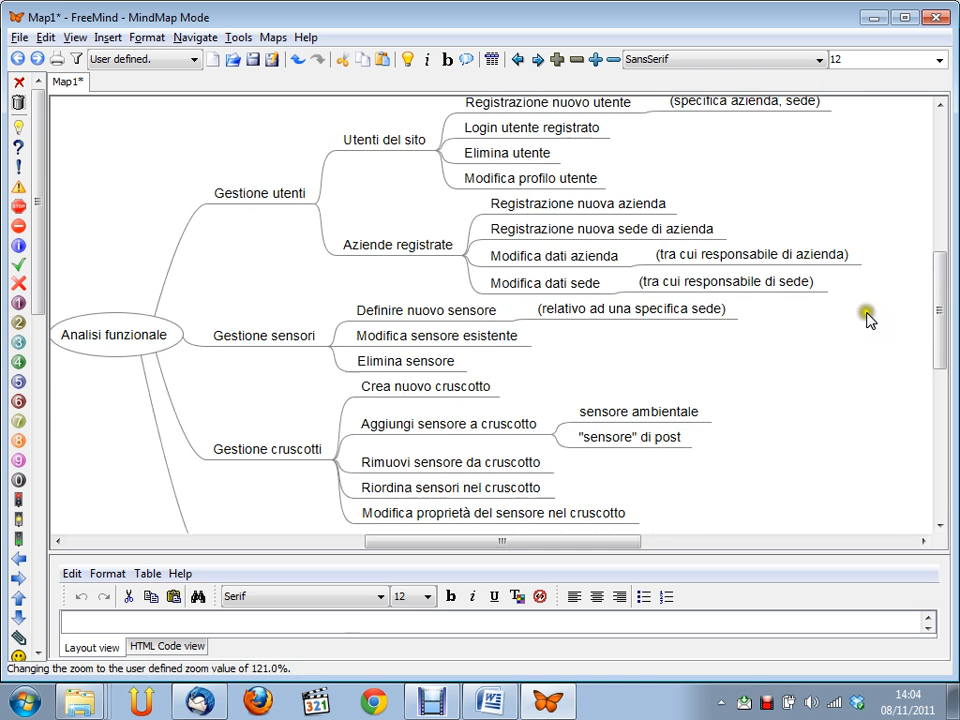 Map1* - FreeMind - MindMap Mode
File Edit View Insert Format Navigate Tools Maps Help
User defined.
SansSerif
12
Map1*
Registrazione nuovo utente
(specifica azienda, sede)
Utenti del sito
Login utente registrato
Elimina utente
Modifica profilo utente
Gestione utenti
Registrazione nuova azienda
Registrazione nuova sede di azienda
Aziende registrate
Modifica dati azienda
(tra cui responsabile di azienda)
Modifica dati sede
(tra cui responsabile di sede)
Definire nuovo sensore
(relativo ad una specifica sede)
Analisi funzionale
Gestione sensori
Modifica sensore esistente
Elimina sensore
Crea nuovo cruscotto
Aggiungi sensore a cruscotto
sensore ambientale
"sensore" di post
Gestione cruscotti
Rimuovi sensore da cruscotto
Riordina sensori nel cruscotto
Modifica proprietà del sensore nel cruscotto
Edit Format Table Help
Serif
12
Layout view
HTML Code view
Changing the zoom to the user defined zoom value of 121.0%.
14:04
08/11/2011